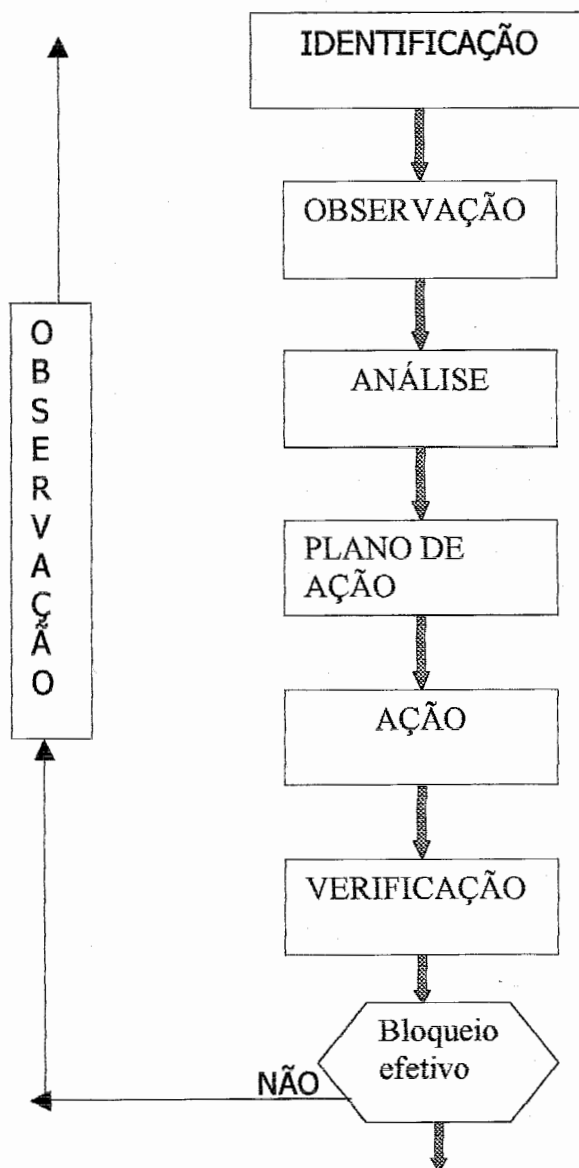 IDENTIFICAÇÃO
OBSERVAÇÃO
ANÁLISE
PLANO DE
AÇÃO
AÇÃO
VERIFICAÇÃO
Bloqueio
efetivo
NÃO
O
B
S
E
R
V
A
Ç
Ã
O